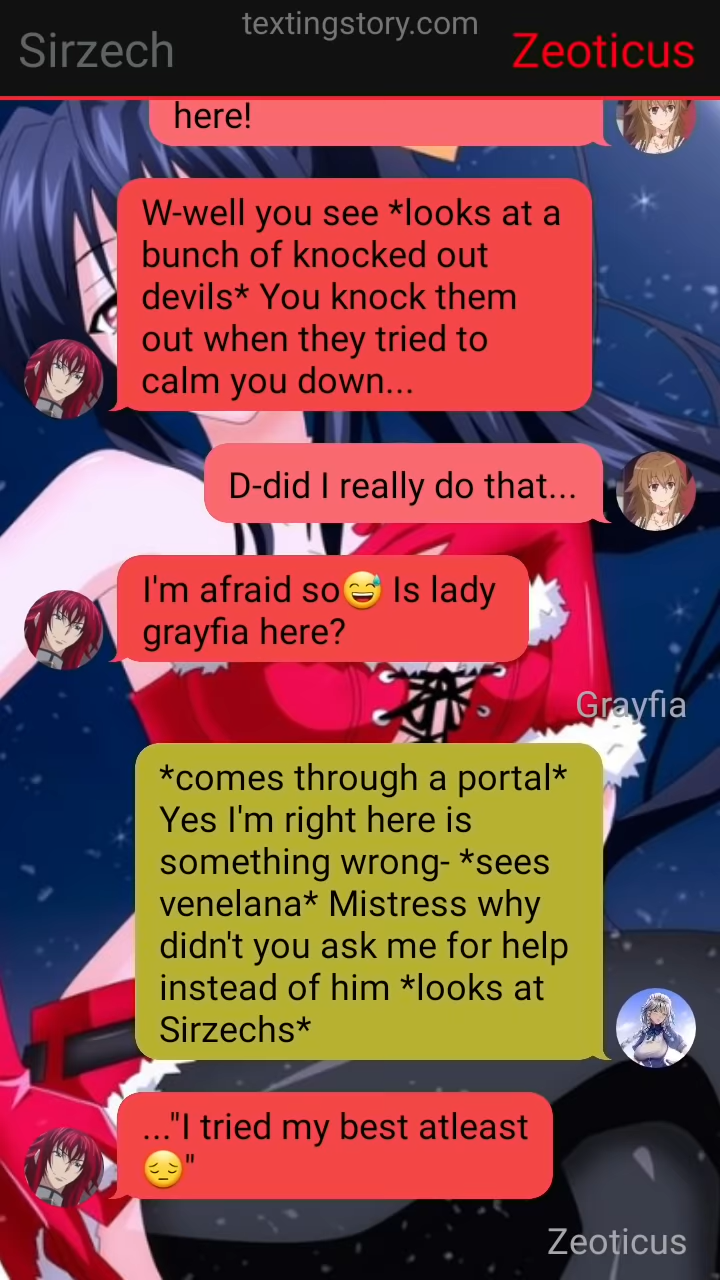 textingstory.com
Sirzech
Zeoticus
here!
W-well you see *looks at a
bunch of knocked out
devils* You knock them
out when they tried to
calm you down...
D-did I really do that...
I'm afraid so😅 Is lady
grayfia here?
Grayfia
*comes through a portal*
Yes I'm right here is
something wrong- *sees
venelana* Mistress why
didn't you ask me for help
instead of him *looks at
Sirzechs*
..."I tried my best atleast
😔"
Zeoticus